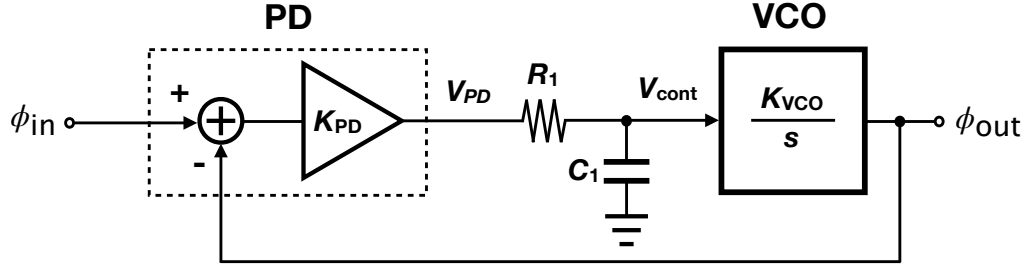 PD
VCO
+
-
ϕin
KPD
VPD
R1
Vcont
C1
KVCO
s
ϕout